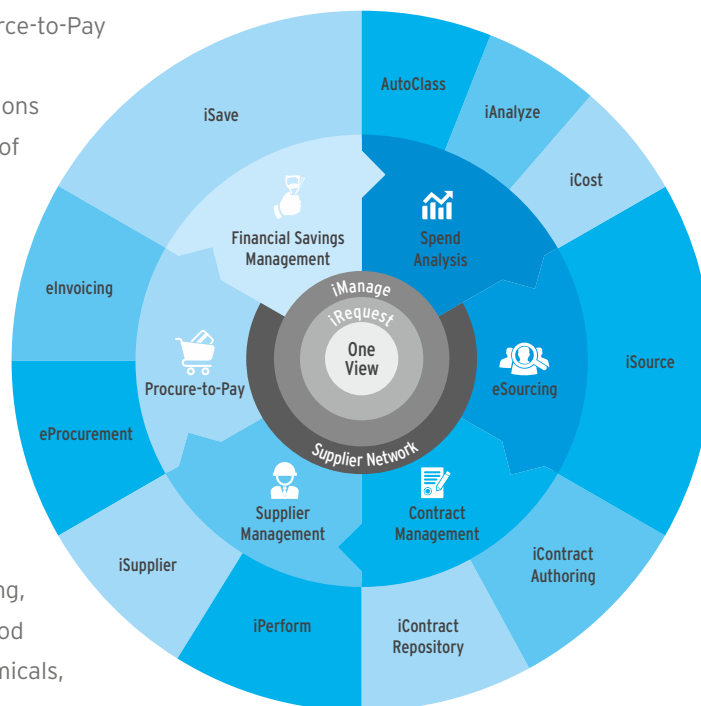 rce-to-Pay
ons
of
ng,
od
nicals,
AutoClass
iAnalyze
iCost
iSource
iContract
Authoring
iContract
Repository
iPerform
iSupplier
eProcurement
eInvoicing
iSave
Financial Savings
Management
Spend
Analysis
eSourcing
Contract
Management
Supplier
Management
Procure-to-Pay
iManage
iRequest
One
View
Supplier Network